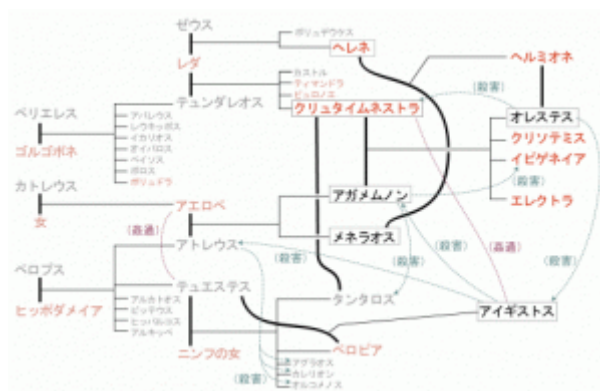 ゼウス
レダ
ポリュデウケス
ヘレネ
ヘルミオネ
カストル
ティマンドラ
ピュロノエ
クリュタイムネストラ
(殺害)
オレステス
テュンダレオス
ペリエレス
ゴルゴポネ
アパレウス
レウキッポス
イカリオス
オイバロス
ペイソス
ボロス
ポリュドラ
クリソテミス
イピゲネイア
(殺害)
エレクトラ
カトレウス
女
アエロペ
アガメムノン
メネラオス
アトレウス
(姦通)
(殺害)
(殺害)
(殺害)
(姦通)
(殺害)
ペロプス
ヒッポダメイア
テュエステス
タンタロス
アイギストス
アルカトオス
ピッテウス
ヒッパルコス
アルキッペ
ニンフの女
ペロピア
(殺害)
アグラオス
カレリオン
オルコメノス